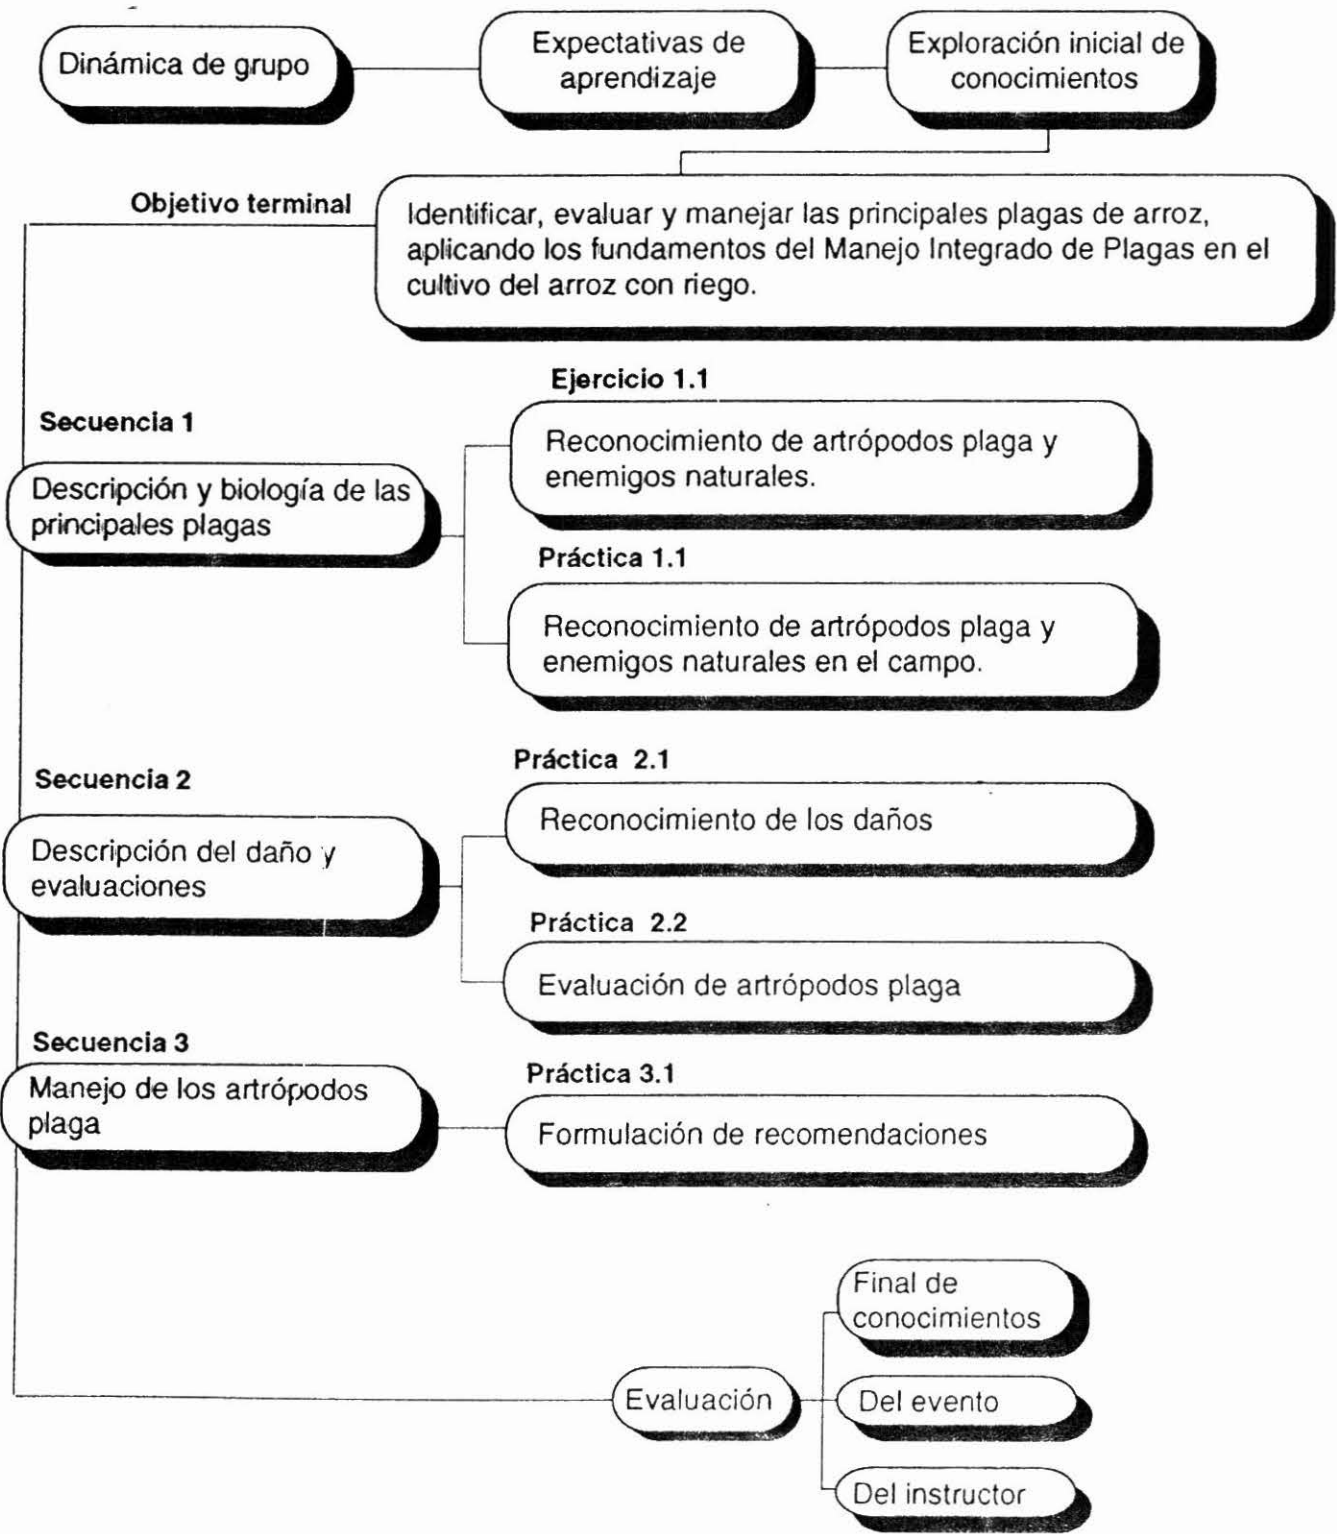 Dinámica de grupo
Expectativas de
aprendizaje
Exploración inicial de
conocimientos
Objetivo terminal
Identificar, evaluar y manejar las principales plagas de arroz,
aplicando los fundamentos del Manejo Integrado de Plagas en el
cultivo del arroz con riego.
Secuencia 1
Descripción y biología de las
principales plagas
Ejercicio 1.1
Reconocimiento de artrópodos plaga y
enemigos naturales.
Práctica 1.1
Reconocimiento de artrópodos plaga y
enemigos naturales en el campo.
Secuencia 2
Descripción del daño y
evaluaciones
Práctica 2.1
Reconocimiento de los daños
Práctica 2.2
Evaluación de artrópodos plaga
Secuencia 3
Manejo de los artrópodos
plaga
Práctica 3.1
Formulación de recomendaciones
Evaluación
Final de
conocimientos
Del evento
Del instructor